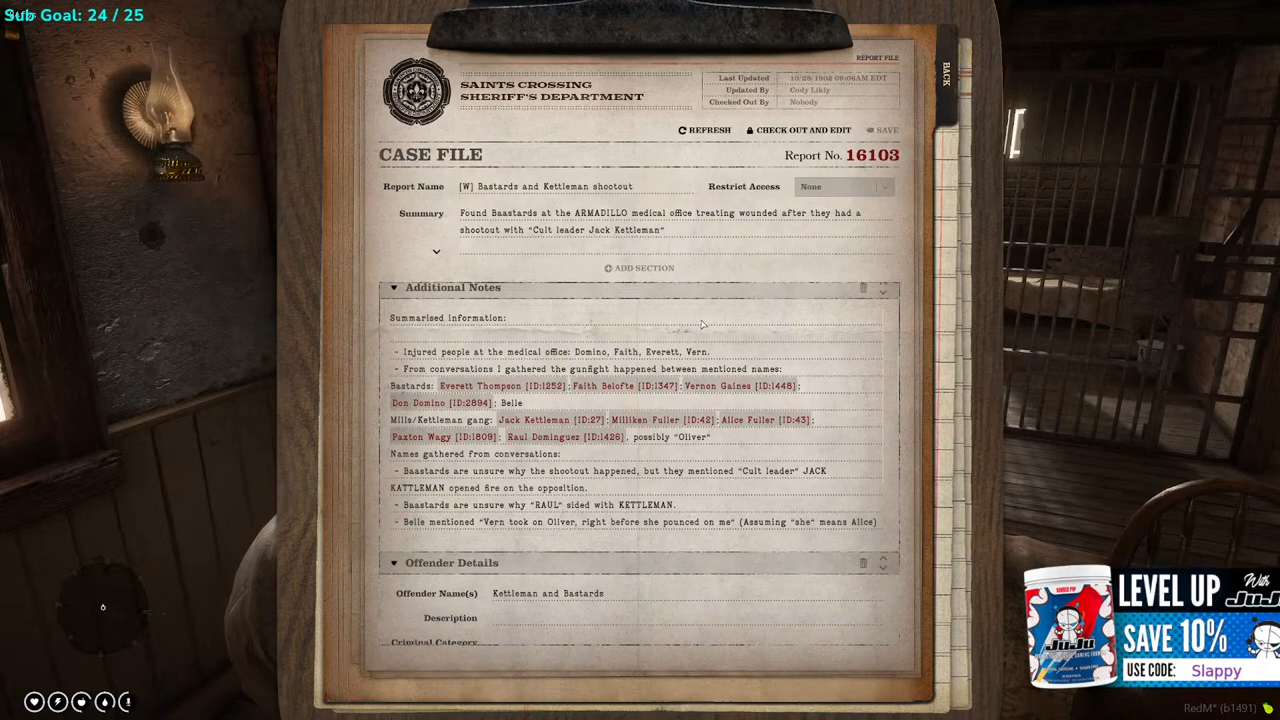 Sub Goal: 24 / 25
BACK
REPORT FILE
SAINTS CROSSING
SHERIFF'S DEPARTMENT
Last Updated 10/28/1902 09:06AM EDT
Updated By Cody Likly
Checked Out By Nobody
REFRESH CHECK OUT AND EDIT SAVE
CASE FILE Report No. 16103
Report Name [W] Bastards and Kettleman shootout Restrict Access None
Summary Found Baastards at the ARMADILLO medical office treating wounded after they had a
shootout with "Cult leader Jack Kettleman"
ADD SECTION
Additional Notes
Summarised information:
- Injured people at the medical office: Domino, Faith, Everett, Vern.
- From conversations I gathered the gunfight happened between mentioned names:
Bastards: Everett Thompson [ID:1252]; Faith Belofte [ID:1347]; Vernon Gaines [ID:1448];
Don Domino [ID:2894]; Belle
Mills/Kettleman gang: Jack Kettleman [ID:27]; Milliken Fuller [ID:42]; Alice Fuller [ID:43];
Paxton Wagy [ID:1809]; Raul Dominguez [ID:1426], possibly "Oliver"
Names gathered from conversations:
- Baastards are unsure why the shootout happened, but they mentioned "Cult leader" JACK
KATTLEMAN opened fire on the opposition.
- Baastards are unsure why "RAUL" sided with KETTLEMAN.
- Belle mentioned "Vern took on Oliver, right before she pounced on me" (Assuming "she" means Alice)
Offender Details
Offender Name(s) Kettleman and Bastards
Description
Criminal Category
LEVEL UP With JuJu
SAVE 10%
USE CODE: Slappy
JuJu
RedM* (b1491)